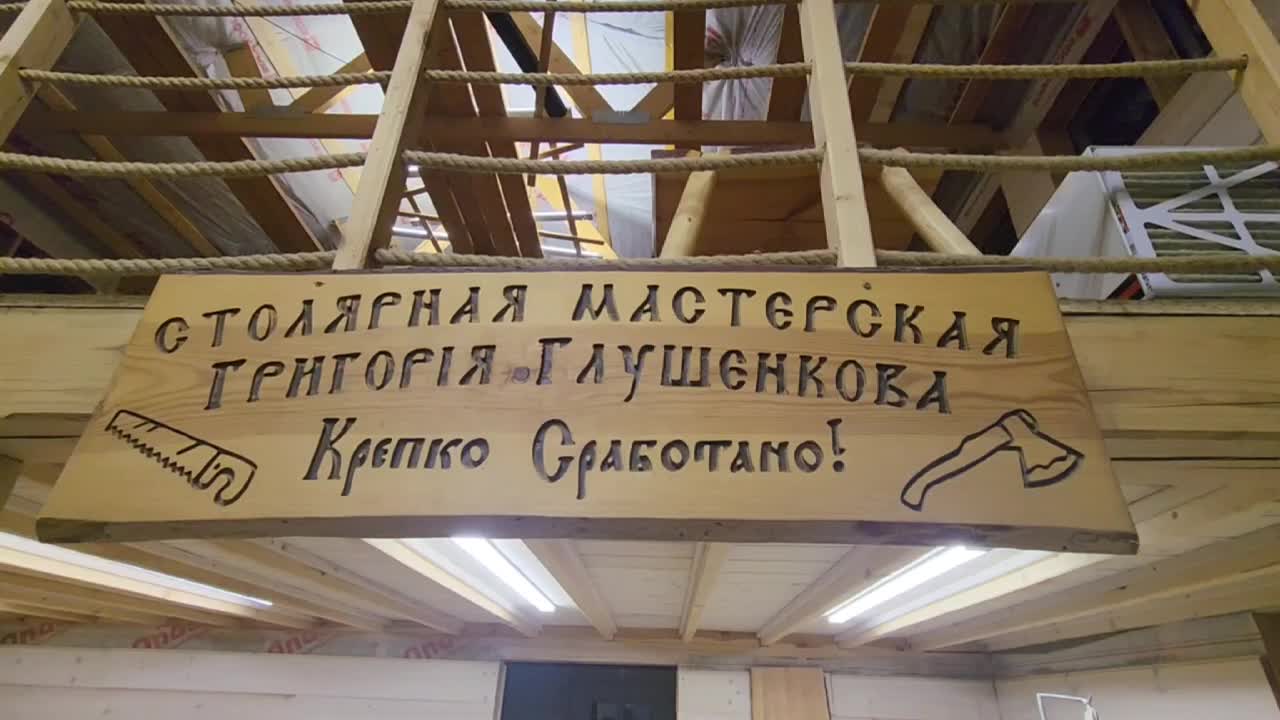 СТОЛЯРНАЯ МАСТЕРСКАЯ
ГРИГОРІЯ ГЛУШЕНКОВА
Крепко Сработано!